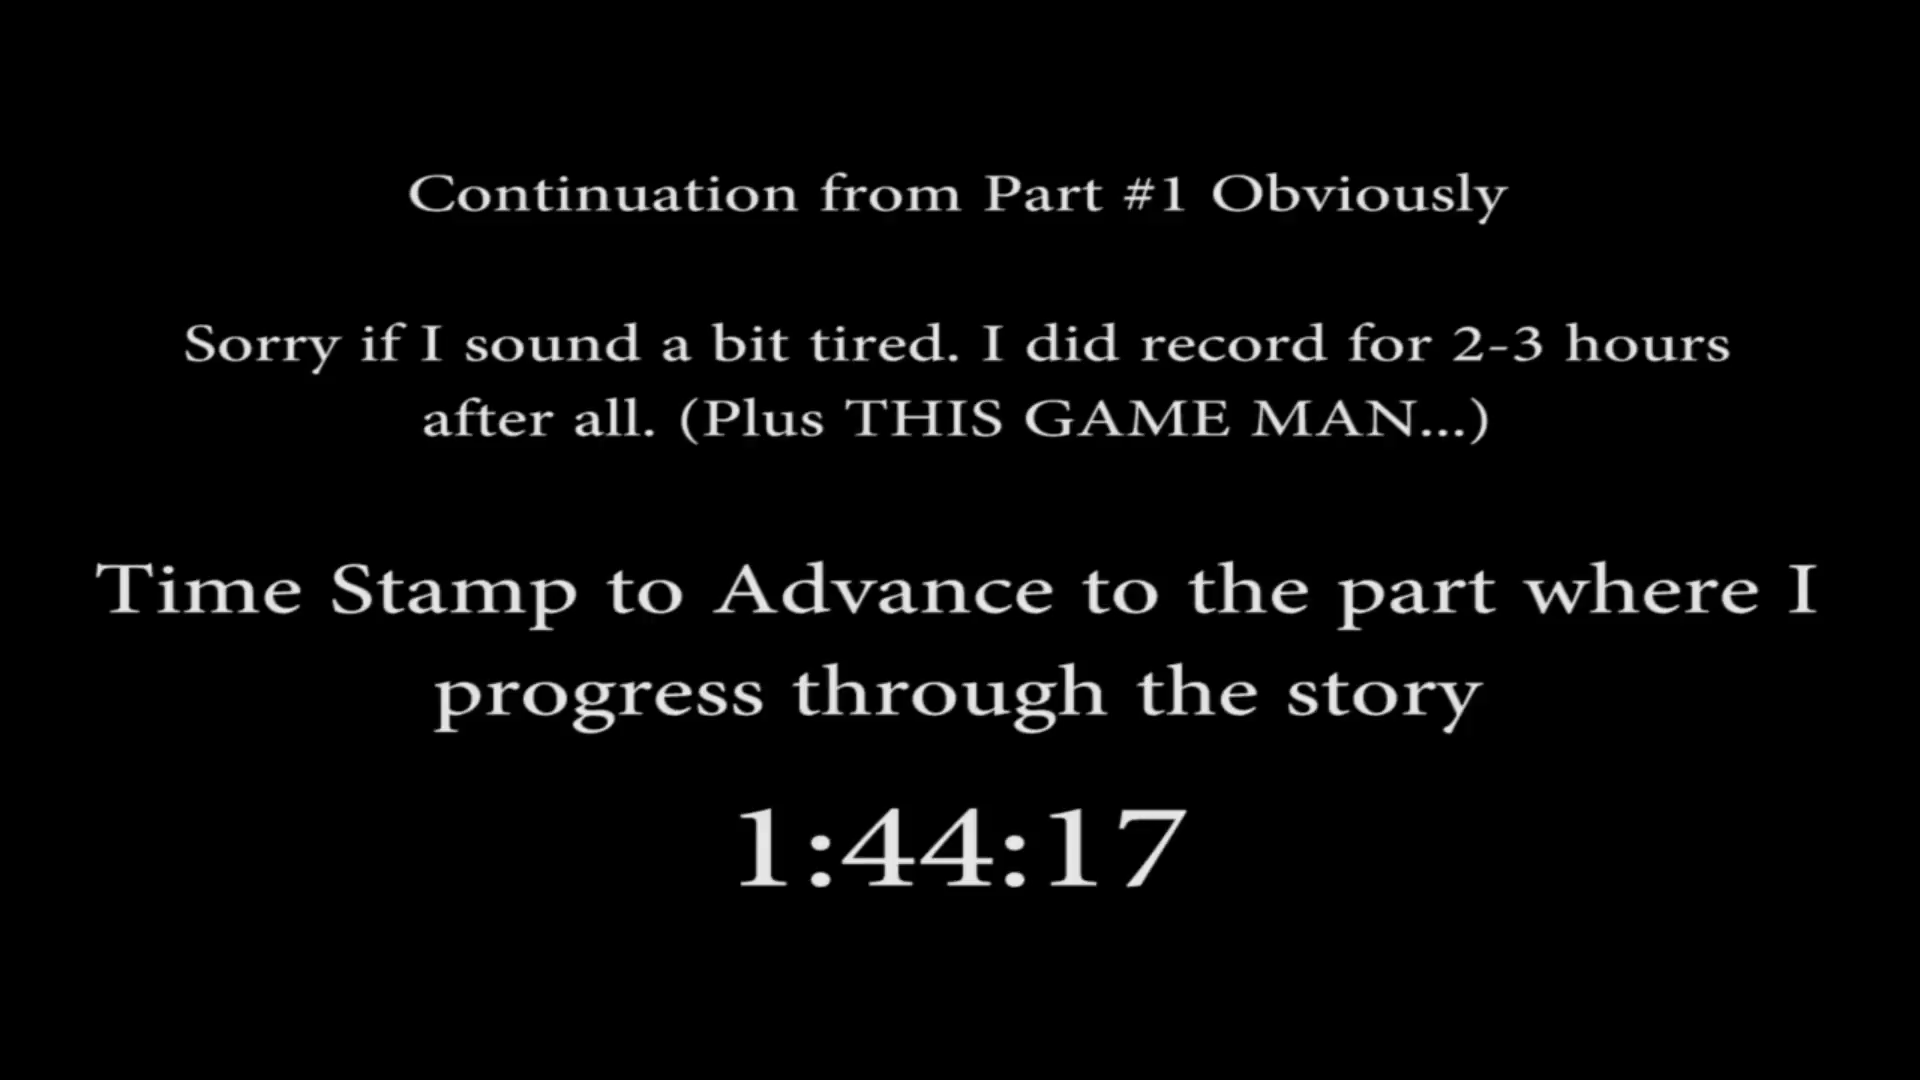 Continuation from Part #1 Obviously
Sorry if I sound a bit tired. I did record for 2-3 hours
after all. (Plus THIS GAME MAN...)
Time Stamp to Advance to the part where I
progress through the story
1:44:17